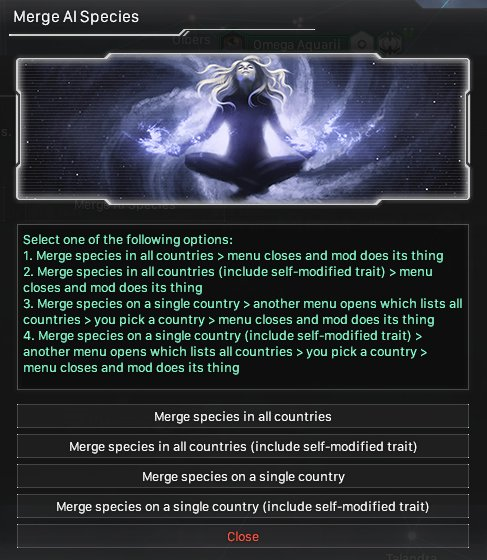 Merge AI Species
Olbers
Omega Aquarii
Merge AI Species
Select one of the following options:
1. Merge species in all countries > menu closes and mod does its thing
2. Merge species in all countries (include self-modified trait) > menu
closes and mod does its thing
3. Merge species on a single country > another menu opens which lists all
countries > you pick a country > menu closes and mod does its thing
4. Merge species on a single country (include self-modified trait) >
another menu opens which lists all countries > you pick a country >
menu closes and mod does its thing
Merge species in all countries
Merge species in all countries (include self-modified trait)
Merge species on a single country
Merge species on a single country (include self-modified trait)
Close